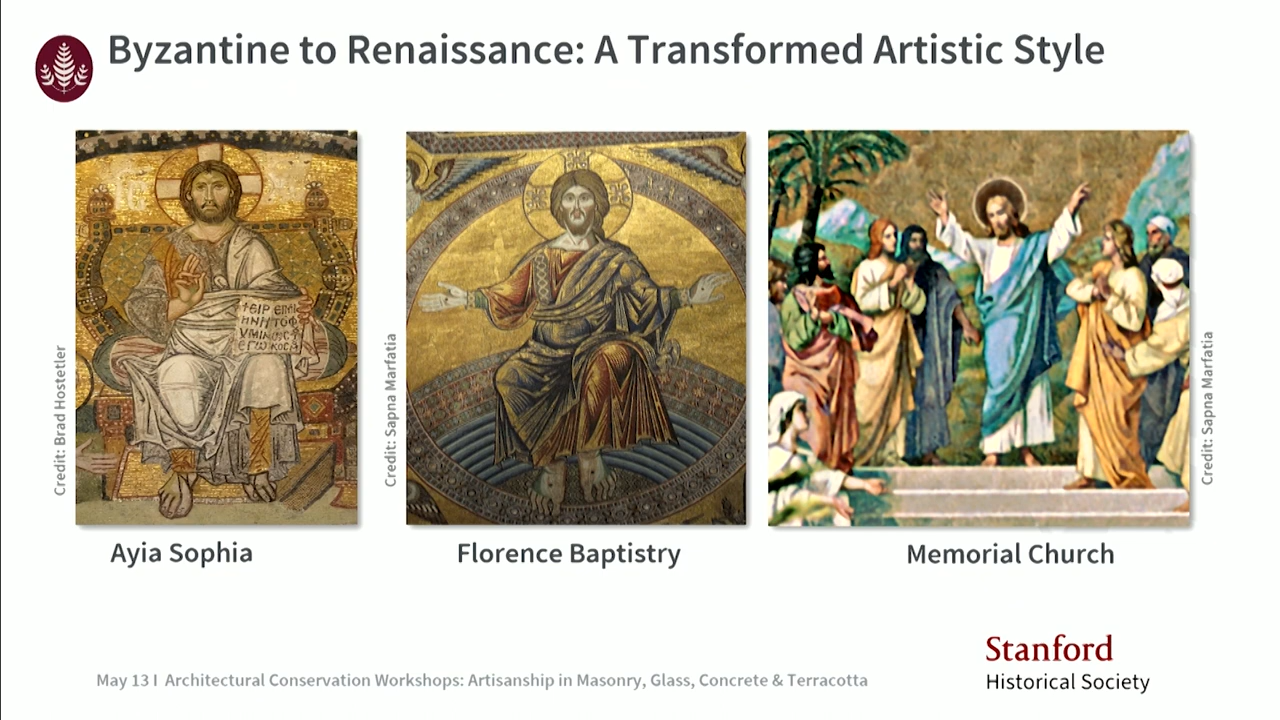 Byzantine to Renaissance: A Transformed Artistic Style
Credit: Brad Hostetler
Credit: Sapna Marfatia
Credit: Sapna Marfatia
Ayia Sophia
Florence Baptistry
Memorial Church
Stanford
Historical Society
May 13 I Architectural Conservation Workshops: Artisanship in Masonry, Glass, Concrete & Terracotta